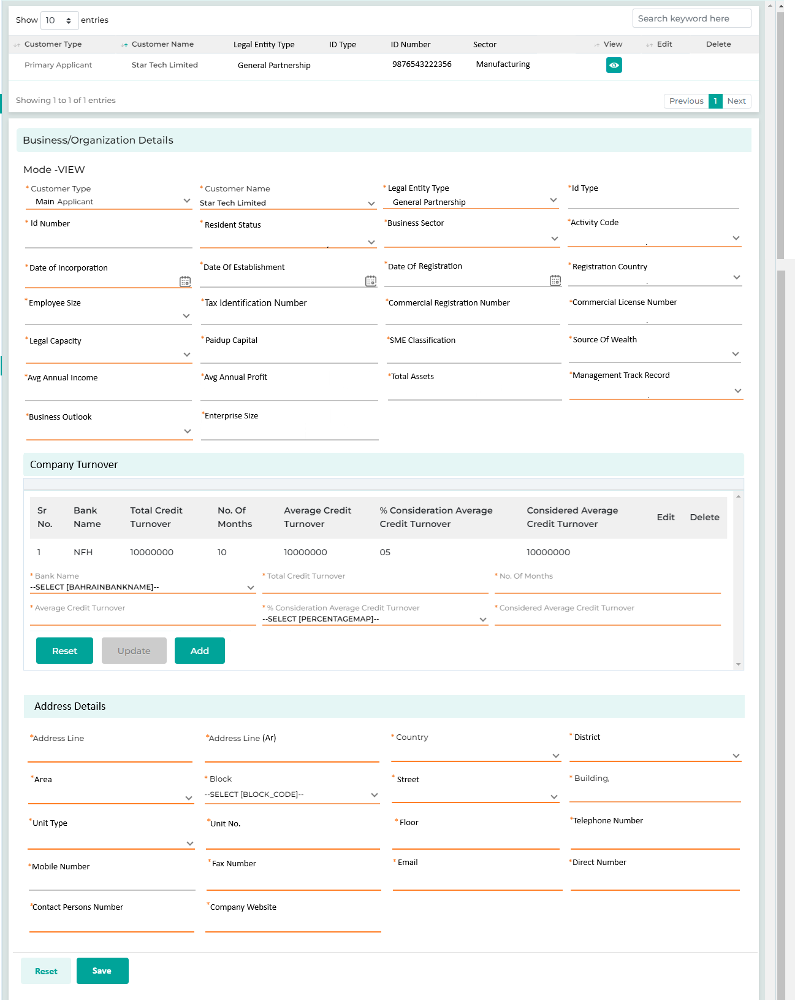 Show 10 entries
Search keyword here
Customer Type Customer Name Legal Entity Type ID Type ID Number Sector View Edit Delete
Primary Applicant Star Tech Limited General Partnership 9876543222356 Manufacturing
Showing 1 to 1 of 1 entries
Previous 1 Next
Business/Organization Details
Mode -VIEW
* Customer Type * Customer Name * Legal Entity Type *Id Type
Main Applicant Star Tech Limited General Partnership
* Id Number * Resident Status *Business Sector *Activity Code
*Date of Incorporation *Date Of Establishment *Date Of Registration * Registration Country
* Employee Size *Tax Identification Number *Commercial Registration Number *Commercial License Number
* Legal Capacity *Paidup Capital *SME Classification * Source Of Wealth
*Avg Annual Income *Avg Annual Profit *Total Assets *Management Track Record
*Business Outlook *Enterprise Size
Company Turnover
Sr No. Bank Name Total Credit Turnover No. Of Months Average Credit Turnover % Consideration Average Credit Turnover Considered Average Credit Turnover Edit Delete
1 NFH 10000000 10 10000000 05 10000000
* Bank Name * Total Credit Turnover * No. Of Months
--SELECT [BAHRAINBANKNAME]--
* Average Credit Turnover * % Consideration Average Credit Turnover * Considered Average Credit Turnover
--SELECT [PERCENTAGEMAP]--
Reset Update Add
Address Details
*Address Line *Address Line (Ar) * Country * District
* Area * Block * Street * Building
--SELECT [BLOCK_CODE]--
*Unit Type *Unit No. * Floor *Telephone Number
*Mobile Number * Fax Number * Email *Direct Number
*Contact Persons Number *Company Website
Reset Save